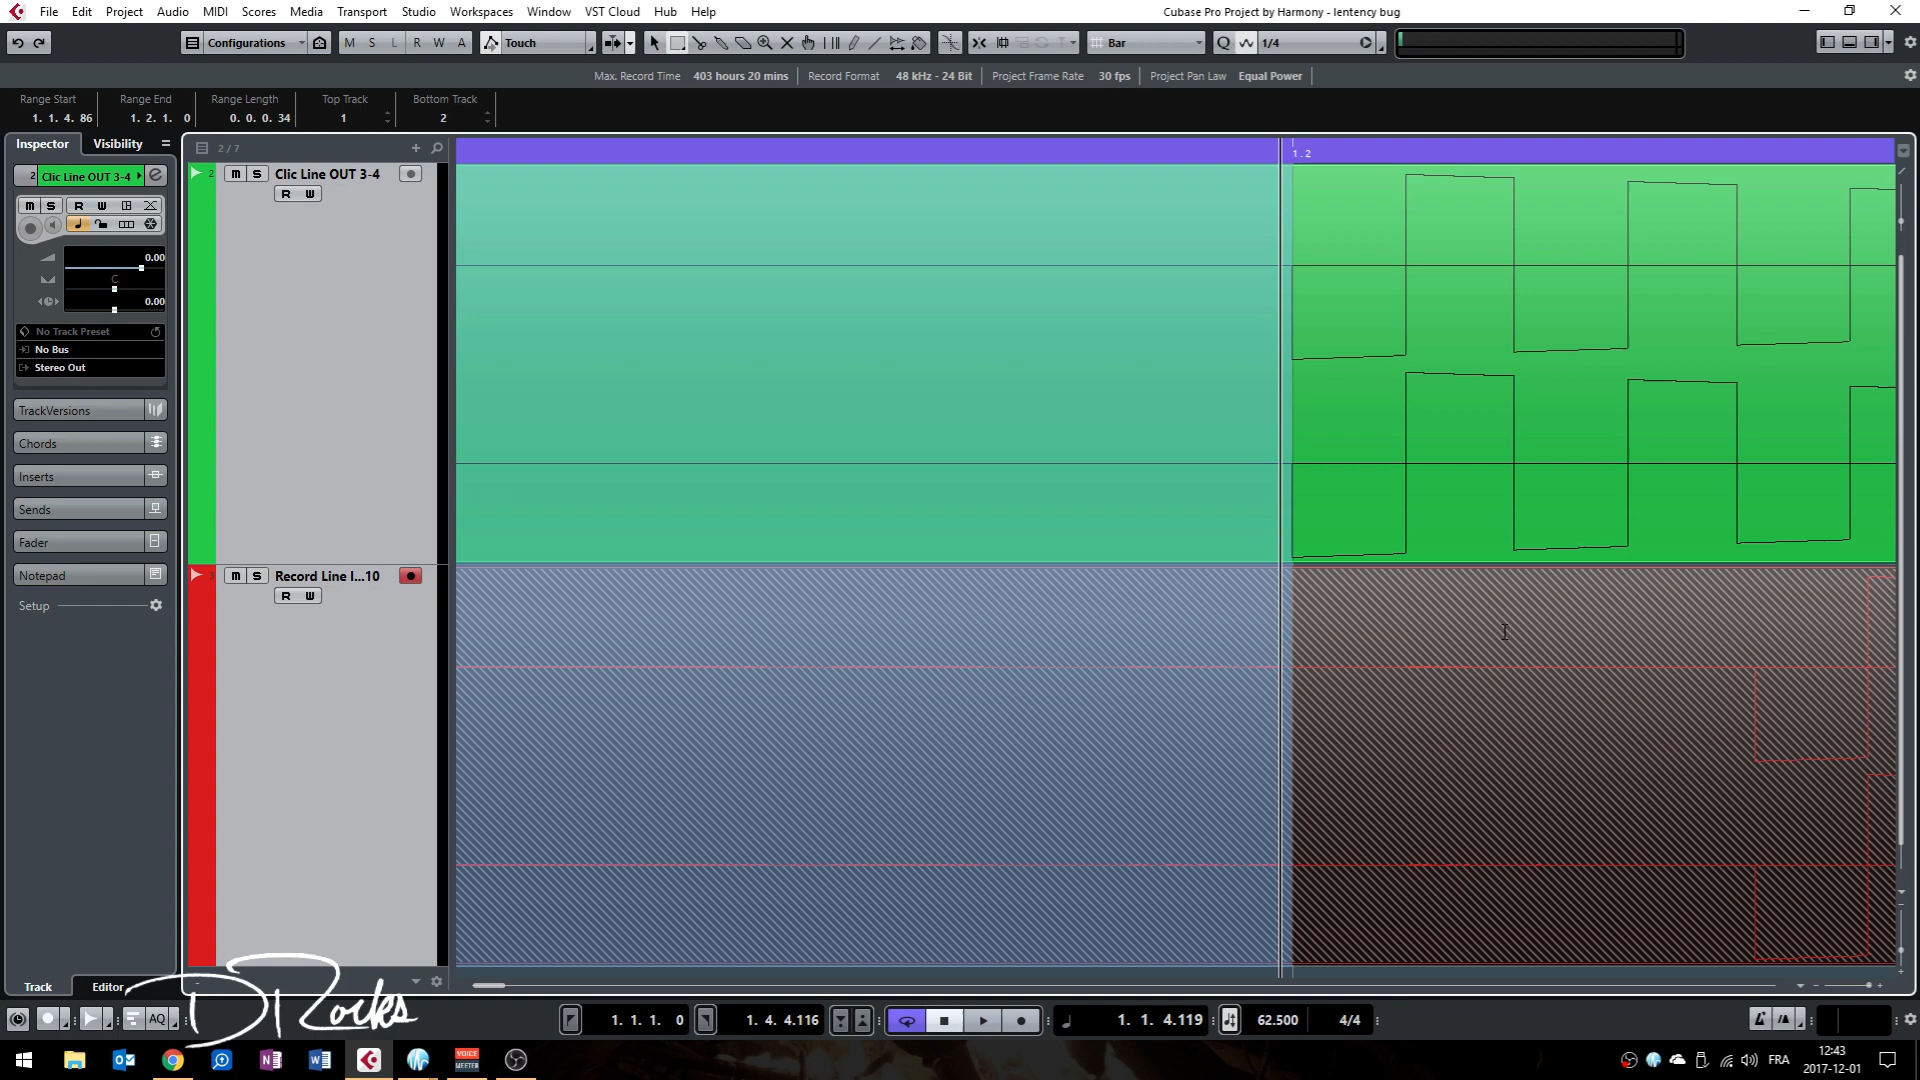 File Edit Project Audio MIDI Scores Media Transport Studio Workspaces Window VST Cloud Hub Help
Cubase Pro Project by Harmony - lentency bug
Configurations M S L R W A Touch Bar Q 1/4
Max. Record Time 403 hours 20 mins Record Format 48 kHz - 24 Bit Project Frame Rate 30 fps Project Pan Law Equal Power
Range Start Range End Range Length Top Track Bottom Track
1. 1. 4. 86 1. 2. 1. 0 0. 0. 0. 34 1 2
Inspector Visibility 2 / 7
1.2
2 Clic Line OUT 3-4
m S R W
0.00
C
0.00
No Track Preset
No Bus
Stereo Out
TrackVersions
Chords
Inserts
Sends
Fader
Notepad
Setup
2 m S Clic Line OUT 3-4
R W
3 m S Record Line I...10
R W
Track Editor
DRocks
AQ 1. 1. 1. 0 1. 4. 4.116 1. 1. 4.119 62.500 4/4
VOICE MEETER
FRA
12:43
2017-12-01